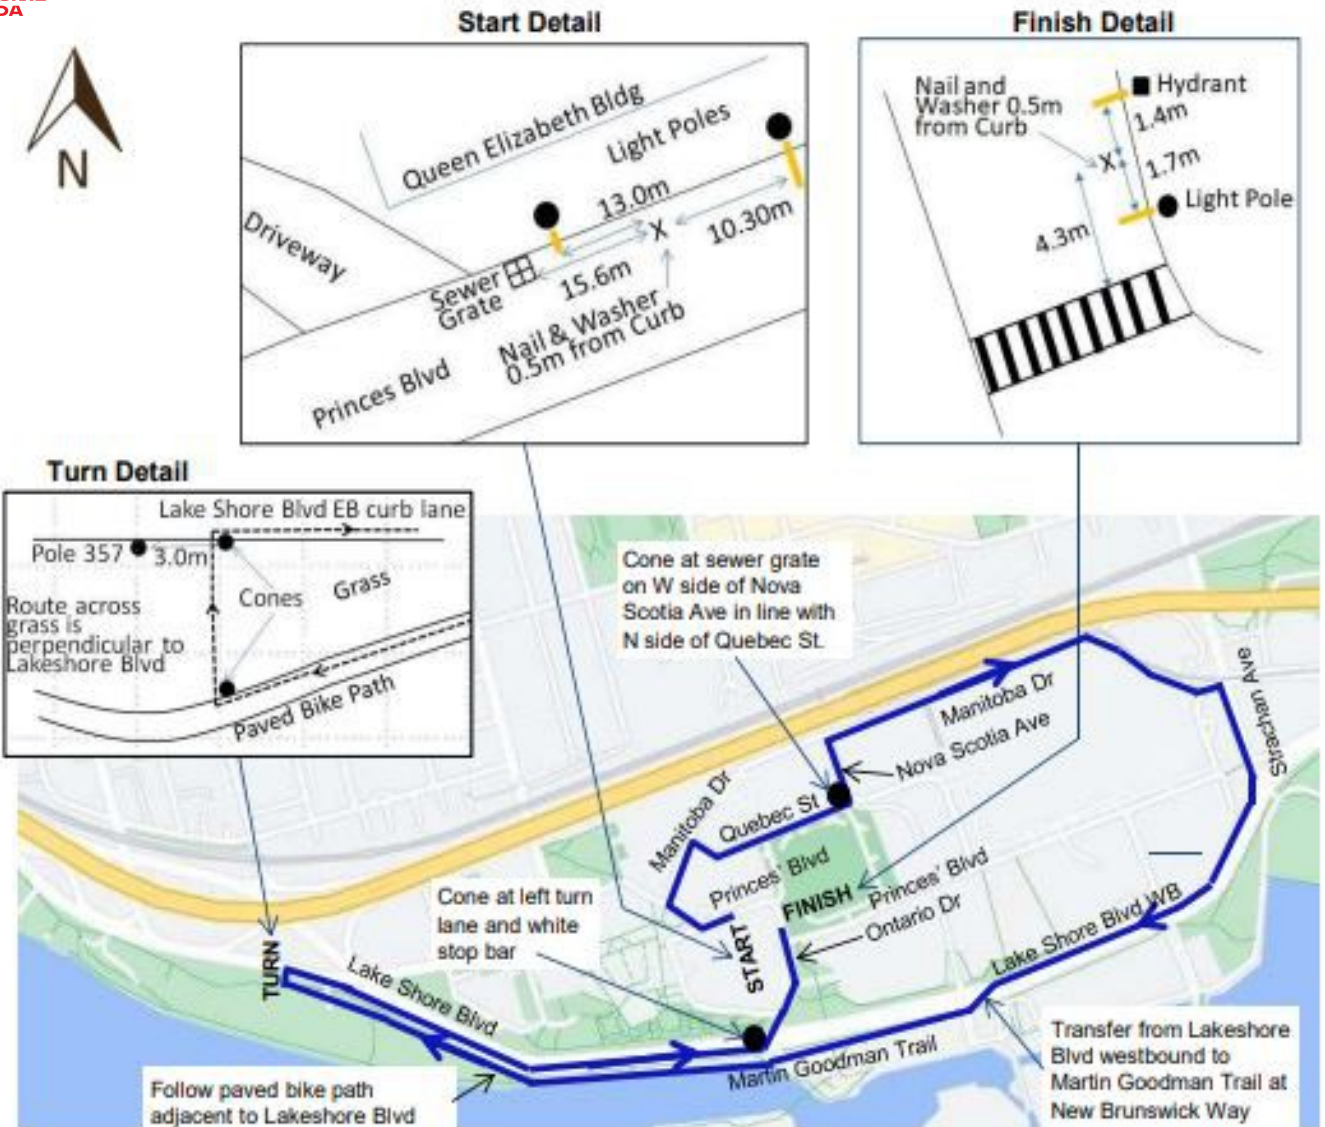 DA
Start Detail
Finish Detail
N
Queen Elizabeth Bldg
Light Poles
13.0m
X
10.30m
Driveway
Sewer
Grate
15.6m
Nail & Washer
0.5m from Curb
Princes Blvd
Nail and
Washer 0.5m
from Curb
Hydrant
1.4m
X
1.7m
Light Pole
4.3m
Turn Detail
Lake Shore Blvd EB curb lane
Pole 357
3.0m
Route across
grass is
perpendicular to
Lakeshore Blvd
Cones
Grass
Paved Bike Path
Cone at sewer grate
on W side of Nova
Scotia Ave in line with
N side of Quebec St.
Manitoba Dr
Nova Scotia Ave
Strachan Ave
Manitoba Dr
Quebec St
Princes' Blvd
FINISH
Princes' Blvd
Ontario Dr
START
Cone at left turn
lane and white
stop bar
TURN
Lake Shore Blvd
Lake Shore Blvd WB
Martin Goodman Trail
Follow paved bike path
adjacent to Lakeshore Blvd
Transfer from Lakeshore
Blvd westbound to
Martin Goodman Trail at
New Brunswick Way